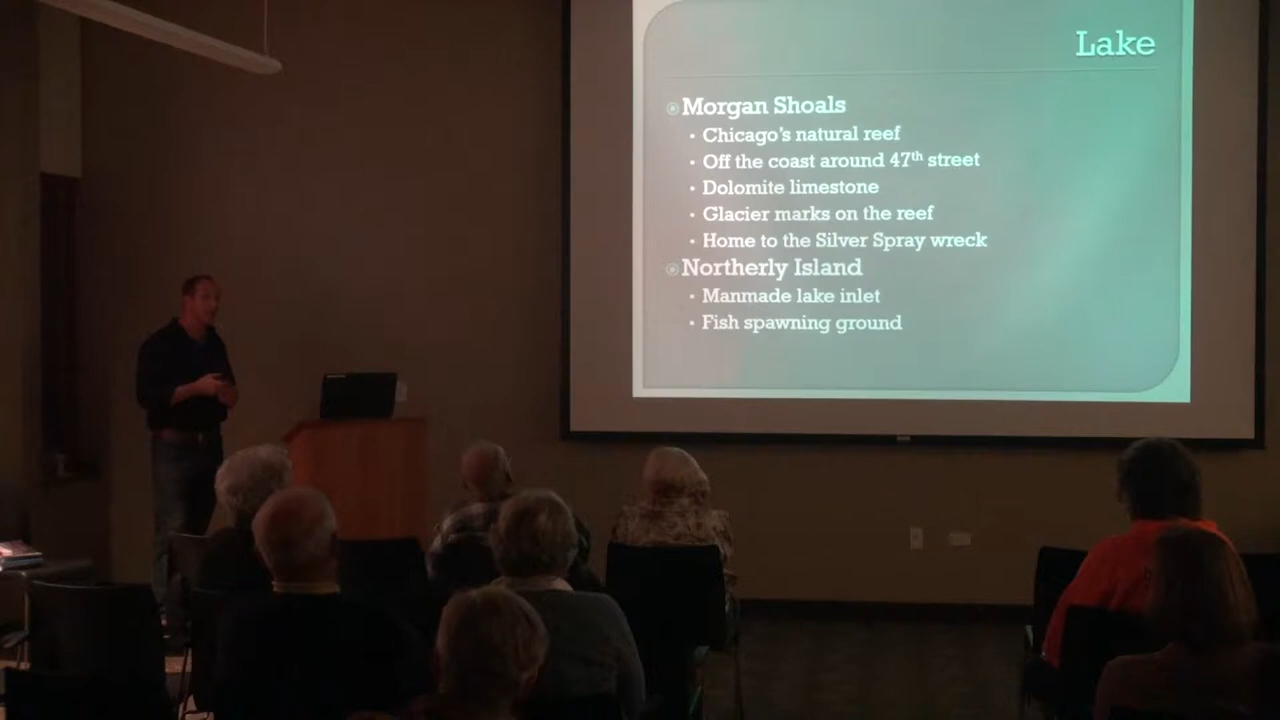 Lake
Morgan Shoals
Chicago's natural reef
Off the coast around 47th street
Dolomite limestone
Glacier marks on the reef
Home to the Silver Spray wreck
Northerly Island
Manmade lake inlet
Fish spawning ground